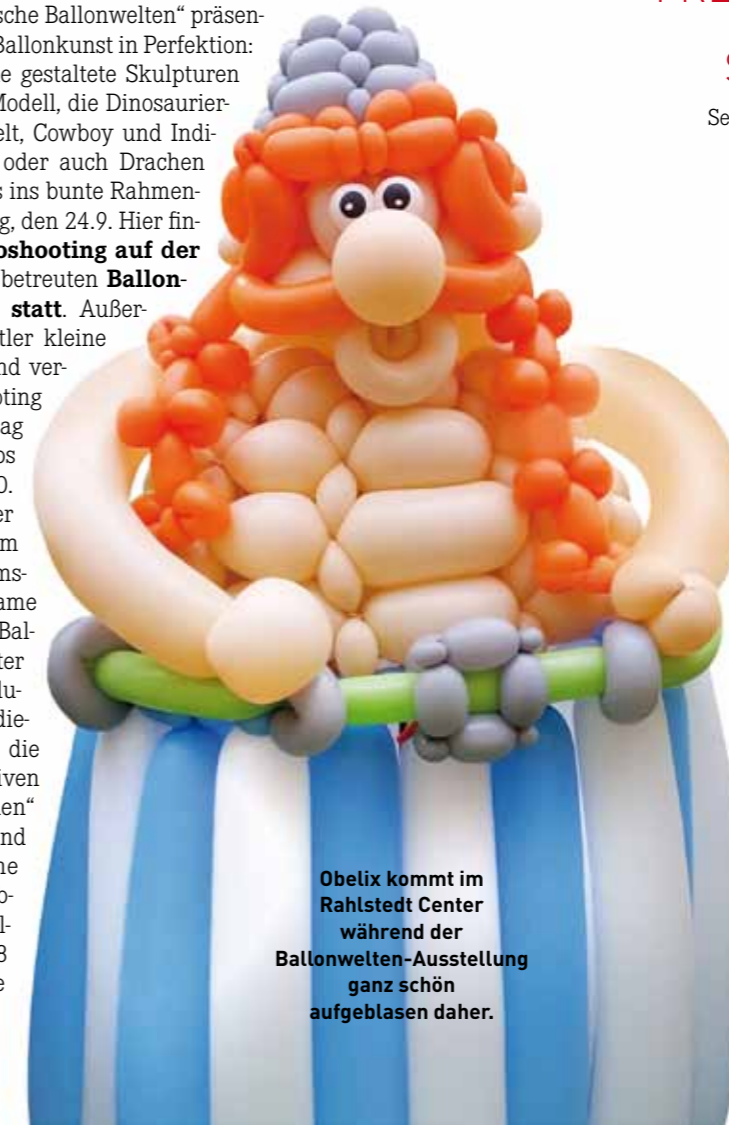 sche Ballonwelten“ präsen-
Ballonkunst in Perfektion:
e gestaltete Skulpturen
Modell, die Dinosaurier-
elt, Cowboy und Indi-
oder auch Drachen
s ins bunte Rahmen-
g, den 24.9. Hier fin-
oshooting auf der
betreuten Ballon-
statt. Außer-
tler kleine
nd ver-
oting
ag
os
0.
er
m
ns-
ame
Bal-
ter
lu-
die-
die
iven
en“
nd
ne
o-
l-
8
e
Se
Obelix kommt im
Rahlstedt Center
während der
Ballonwelten-Ausstellung
ganz schön
aufgeblasen daher.